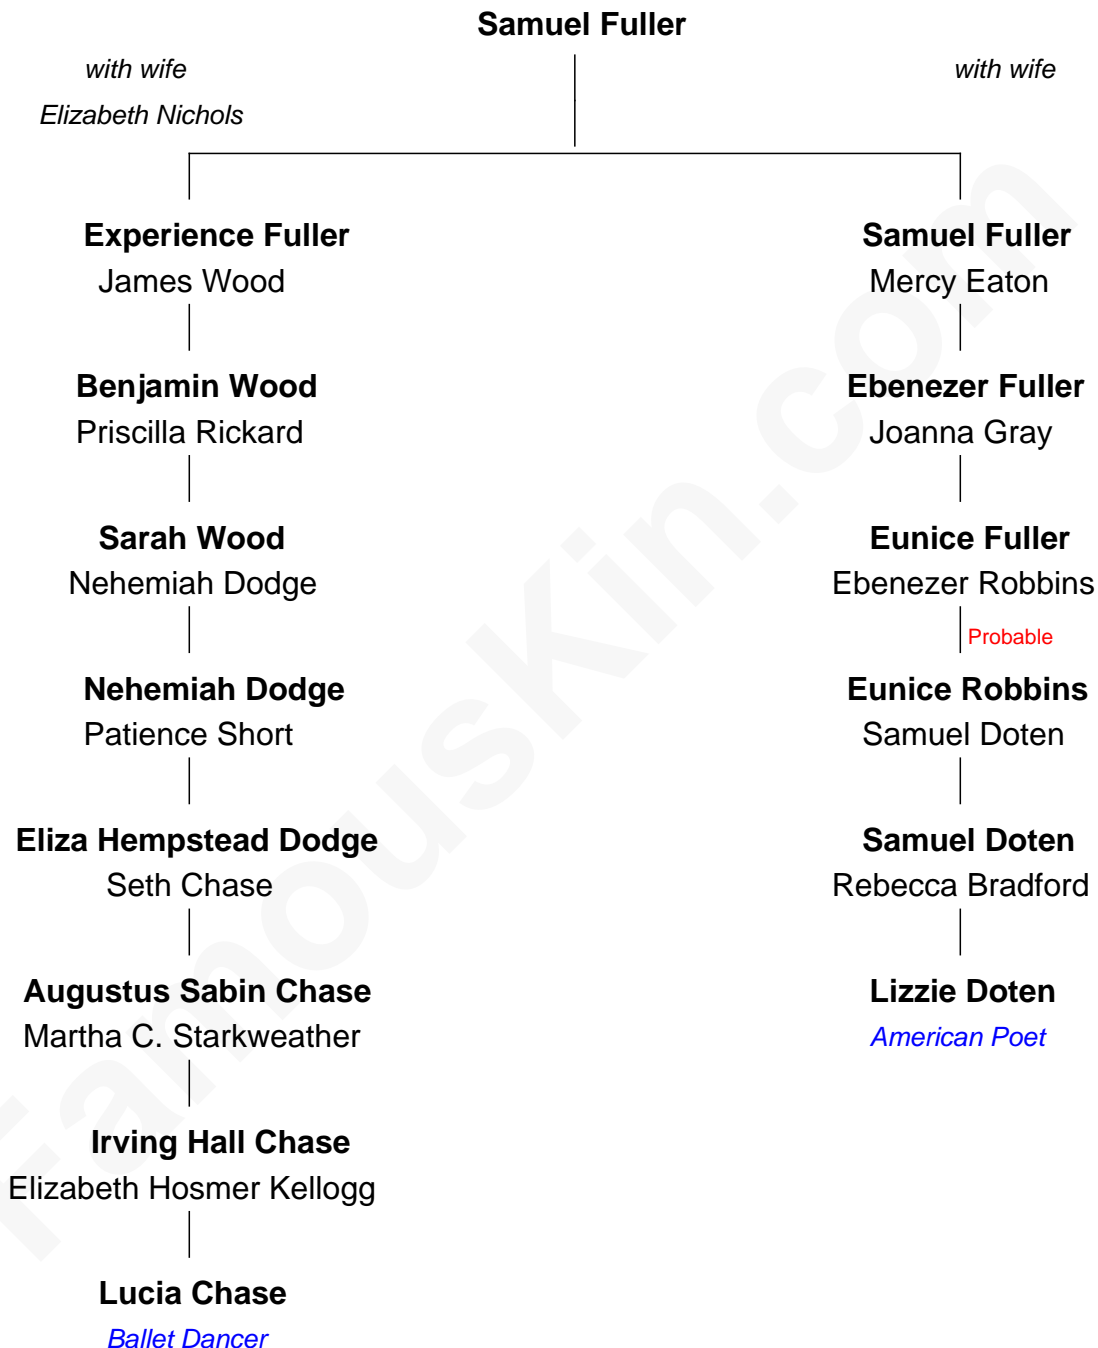 Samuel Fuller
with wife
Elizabeth Nichols
with wife
Experience Fuller
James Wood
Samuel Fuller
Mercy Eaton
Benjamin Wood
Priscilla Rickard
Ebenezer Fuller
Joanna Gray
Sarah Wood
Nehemiah Dodge
Eunice Fuller
Ebenezer Robbins
Probable
Nehemiah Dodge
Patience Short
Eunice Robbins
Samuel Doten
Eliza Hempstead Dodge
Seth Chase
Samuel Doten
Rebecca Bradford
Augustus Sabin Chase
Martha C. Starkweather
Lizzie Doten
American Poet
Irving Hall Chase
Elizabeth Hosmer Kellogg
Lucia Chase
Ballet Dancer
FamousKin.com